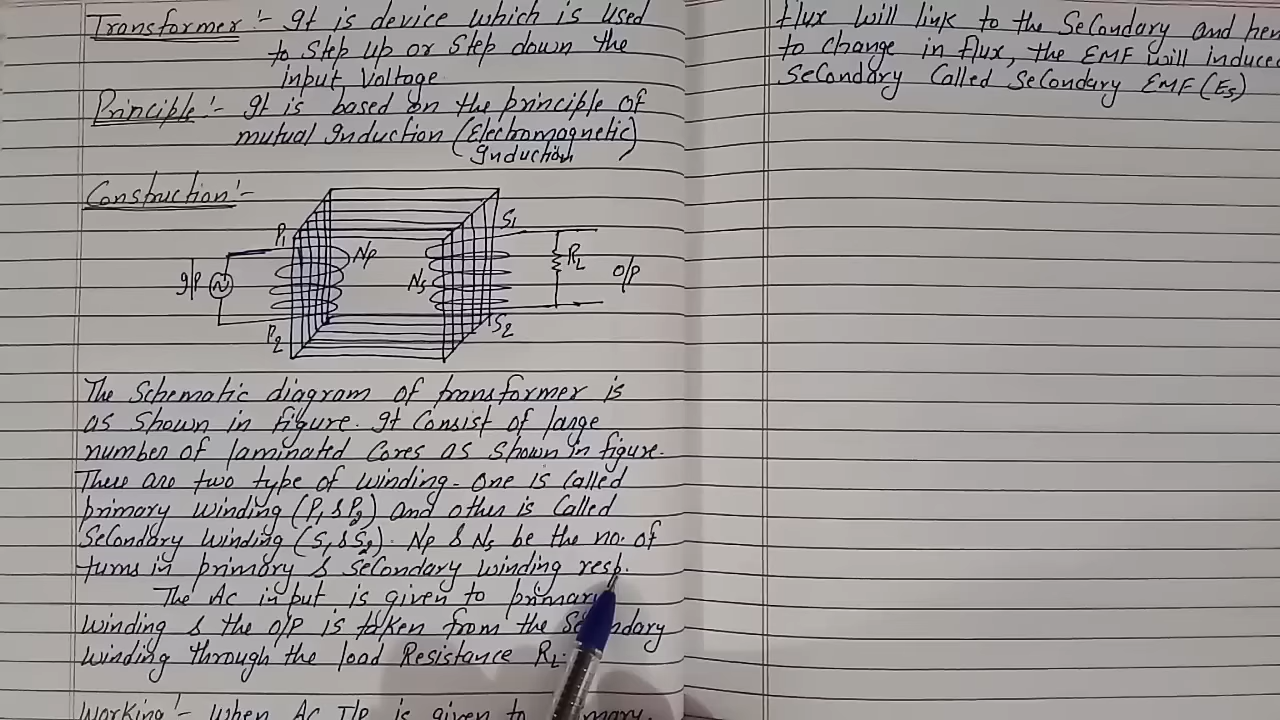 Transformer :- It is device which is used
to Step up or Step down the
input Voltage
Principle :- It is based on the principle of
mutual Induction (Electromagnetic)
Induction
Construction :-
P1
Np
S1
I/P
Ns
RL
O/P
P2
S2
The Schematic diagram of transformer is
as Shown in figure. It Consist of large
number of laminated Cores as shown in figure.
There are two type of winding. One is Called
primary winding (P1 & P2) and other is Called
Secondary winding (S1 & S2). Np & Ns be the no. of
turns in primary & Secondary winding resp.
The AC input is given to primary
winding & the O/P is taken from the Secondary
winding through the load Resistance RL.
Working :- When AC I/P is given to
flux will link to the Secondary and hen
to change in flux, the EMF will induced
Secondary Called Secondary EMF (Es)